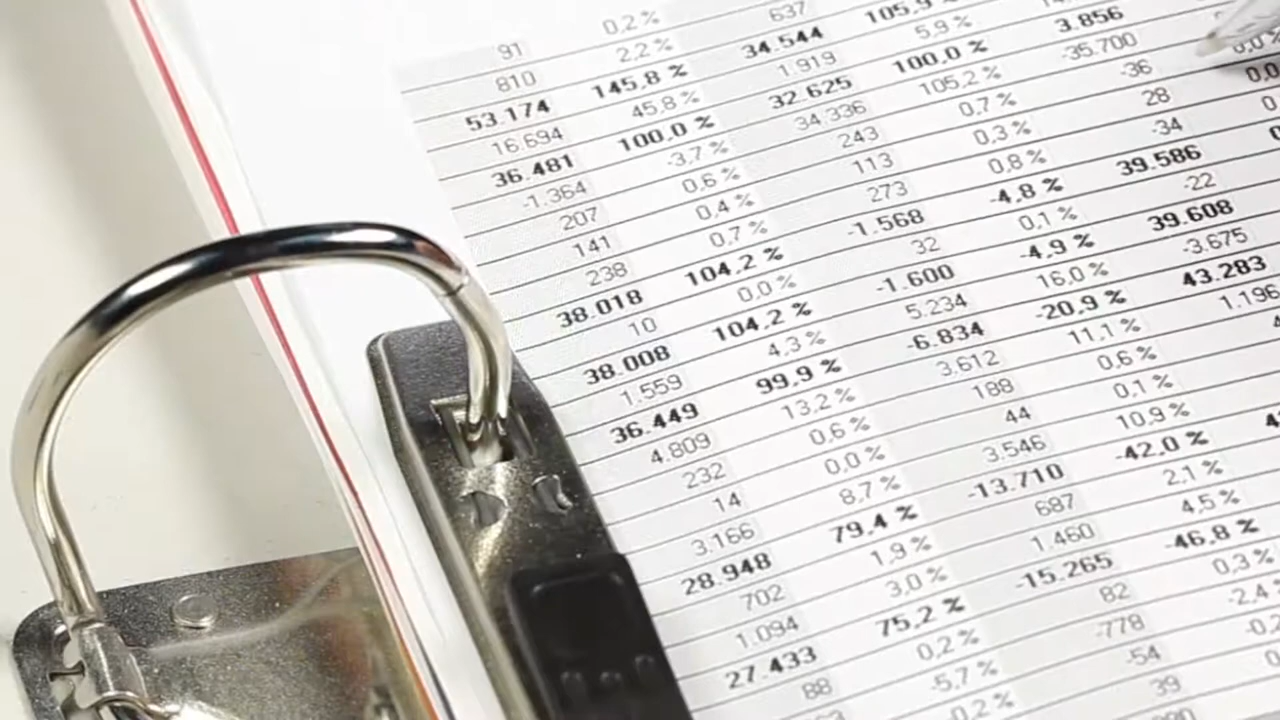 91 0,2 %
810 2,2 % 637
53.174 145,8 % 34.544 105,9 %
16.694 45,8 % 1.919 5,9 %
36.481 100,0 % 32.625 100,0 % 3.856
-1.364 -3,7 % 34.336 105,2 % -35.700
207 0,6 % 243 0,7 % -36
141 0,4 % 113 0,3 % 28
238 0,7 % 273 0,8 % -34
38.018 104,2 % -1.568 -4,8 % 39.586
10 0,0 % 32 0,1 % -22
38.008 104,2 % -1.600 -4,9 % 39.608
1.559 4,3 % 5.234 16,0 % -3.675
36.449 99,9 % -6.834 -20,9 % 43.283
4.809 13,2 % 3.612 11,1 % 1.196
232 0,6 % 188 0,6 %
14 0,0 % 44 0,1 %
3.166 8,7 % 3.546 10,9 %
28.948 79,4 % -13.710 -42,0 %
702 1,9 % 687 2,1 %
1.094 3,0 % 1.460 4,5 %
27.433 75,2 % -15.265 -46,8 %
88 0,2 % 82 0,3 %
-5,7 % -778 -2,4
-0,2 % -54 -0,2
39